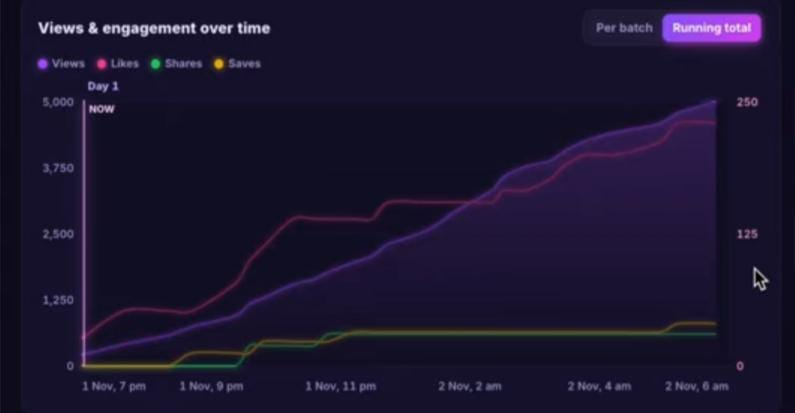 Views & engagement over time
Per batch Running total
Views Likes Shares Saves
Day 1
NOW
5,000 250
3,750
2,500 125
1,250
0 0
1 Nov, 7 pm 1 Nov, 9 pm 1 Nov, 11 pm 2 Nov, 2 am 2 Nov, 4 am 2 Nov, 6 am